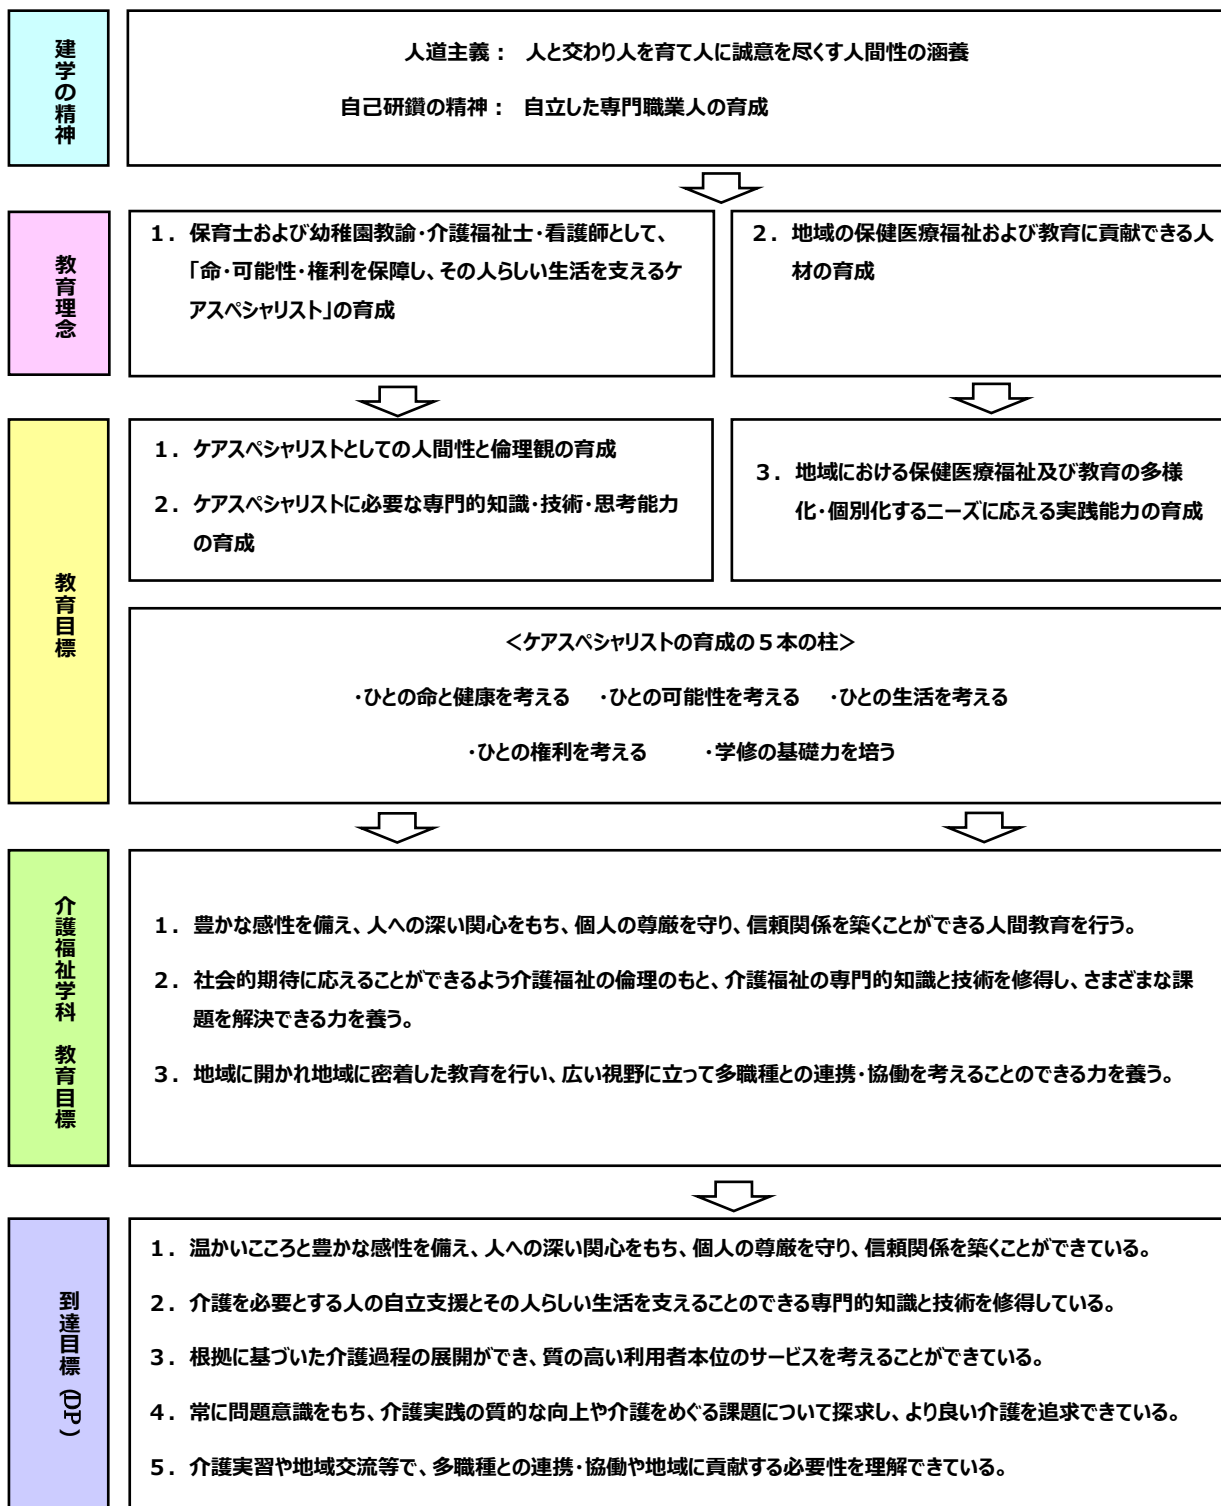 建学の精神
人道主義： 人と交わり人を育て人に誠意を尽くす人間性の涵養
自己研鑽の精神： 自立した専門職業人の育成
教育理念
1．保育士および幼稚園教諭・介護福祉士・看護師として、
「命・可能性・権利を保障し、その人らしい生活を支えるケ
アスペシャリスト」の育成
2．地域の保健医療福祉および教育に貢献できる人
材の育成
教育目標
1．ケアスペシャリストとしての人間性と倫理観の育成
2．ケアスペシャリストに必要な専門的知識・技術・思考能力
の育成
3．地域における保健医療福祉及び教育の多様
化・個別化するニーズに応える実践能力の育成
＜ケアスペシャリストの育成の５本の柱＞
・ひとの命と健康を考える ・ひとの可能性を考える ・ひとの生活を考える
・ひとの権利を考える ・学修の基礎力を培う
介護福祉学科 教育目標
1．豊かな感性を備え、人への深い関心をもち、個人の尊厳を守り、信頼関係を築くことができる人間教育を行う。
2．社会的期待に応えることができるよう介護福祉の倫理のもと、介護福祉の専門的知識と技術を修得し、さまざまな課
題を解決できる力を養う。
3．地域に開かれ地域に密着した教育を行い、広い視野に立って多職種との連携・協働を考えることのできる力を養う。
到達目標（DP）
1．温かいこころと豊かな感性を備え、人への深い関心をもち、個人の尊厳を守り、信頼関係を築くことができている。
2．介護を必要とする人の自立支援とその人らしい生活を支えることのできる専門的知識と技術を修得している。
3．根拠に基づいた介護過程の展開ができ、質の高い利用者本位のサービスを考えることができている。
4．常に問題意識をもち、介護実践の質的な向上や介護をめぐる課題について探求し、より良い介護を追求できている。
5．介護実習や地域交流等で、多職種との連携・協働や地域に貢献する必要性を理解できている。